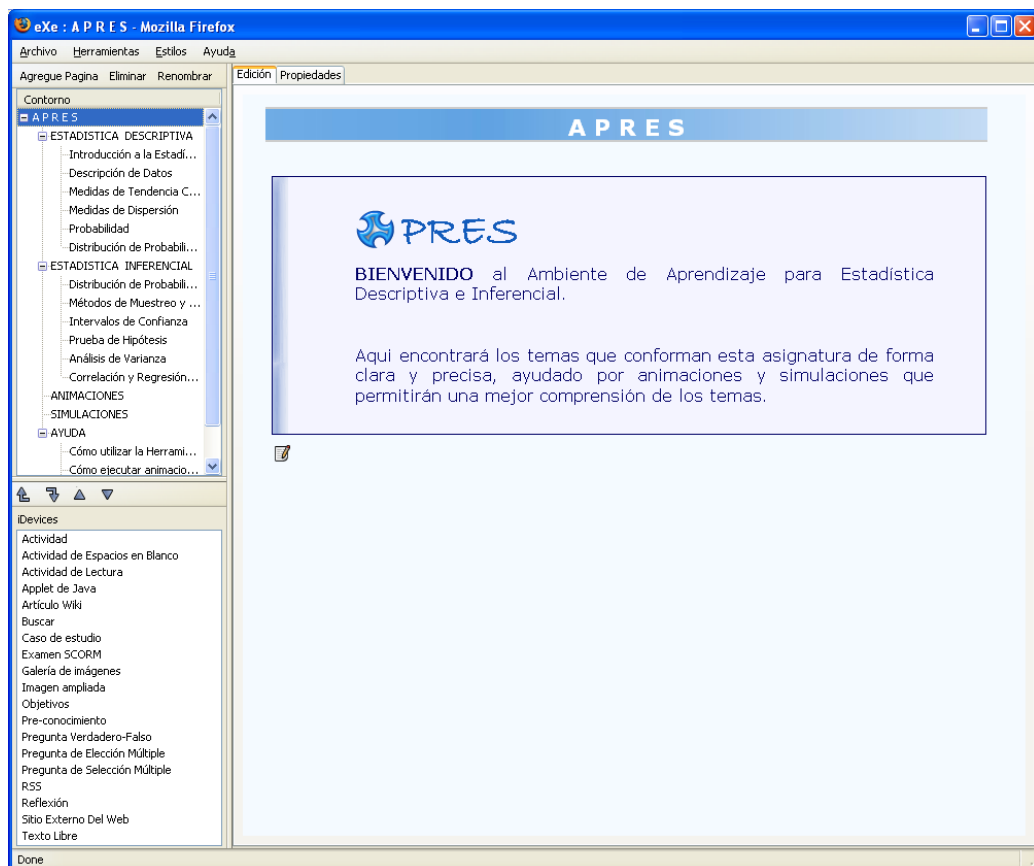 eXe : A P R E S - Mozilla Firefox
Archivo Herramientas Estilos Ayuda
Agregue Pagina Eliminar Renombrar
Contorno
A P R E S
ESTADISTICA DESCRIPTIVA
Introducción a la Estadí...
Descripción de Datos
Medidas de Tendencia C...
Medidas de Dispersión
Probabilidad
Distribución de Probabili...
ESTADISTICA INFERENCIAL
Distribución de Probabili...
Métodos de Muestreo y ...
Intervalos de Confianza
Prueba de Hipótesis
Análisis de Varianza
Correlación y Regresión...
ANIMACIONES
SIMULACIONES
AYUDA
Cómo utilizar la Herrami...
Cómo ejecutar animacio...
iDevices
Actividad
Actividad de Espacios en Blanco
Actividad de Lectura
Applet de Java
Artículo Wiki
Buscar
Caso de estudio
Examen SCORM
Galería de imágenes
Imagen ampliada
Objetivos
Pre-conocimiento
Pregunta Verdadero-Falso
Pregunta de Elección Múltiple
Pregunta de Selección Múltiple
RSS
Reflexión
Sitio Externo Del Web
Texto Libre
Edición Propiedades
A P R E S
PRES
BIENVENIDO al Ambiente de Aprendizaje para Estadística
Descriptiva e Inferencial.
Aqui encontrará los temas que conforman esta asignatura de forma
clara y precisa, ayudado por animaciones y simulaciones que
permitirán una mejor comprensión de los temas.
Done